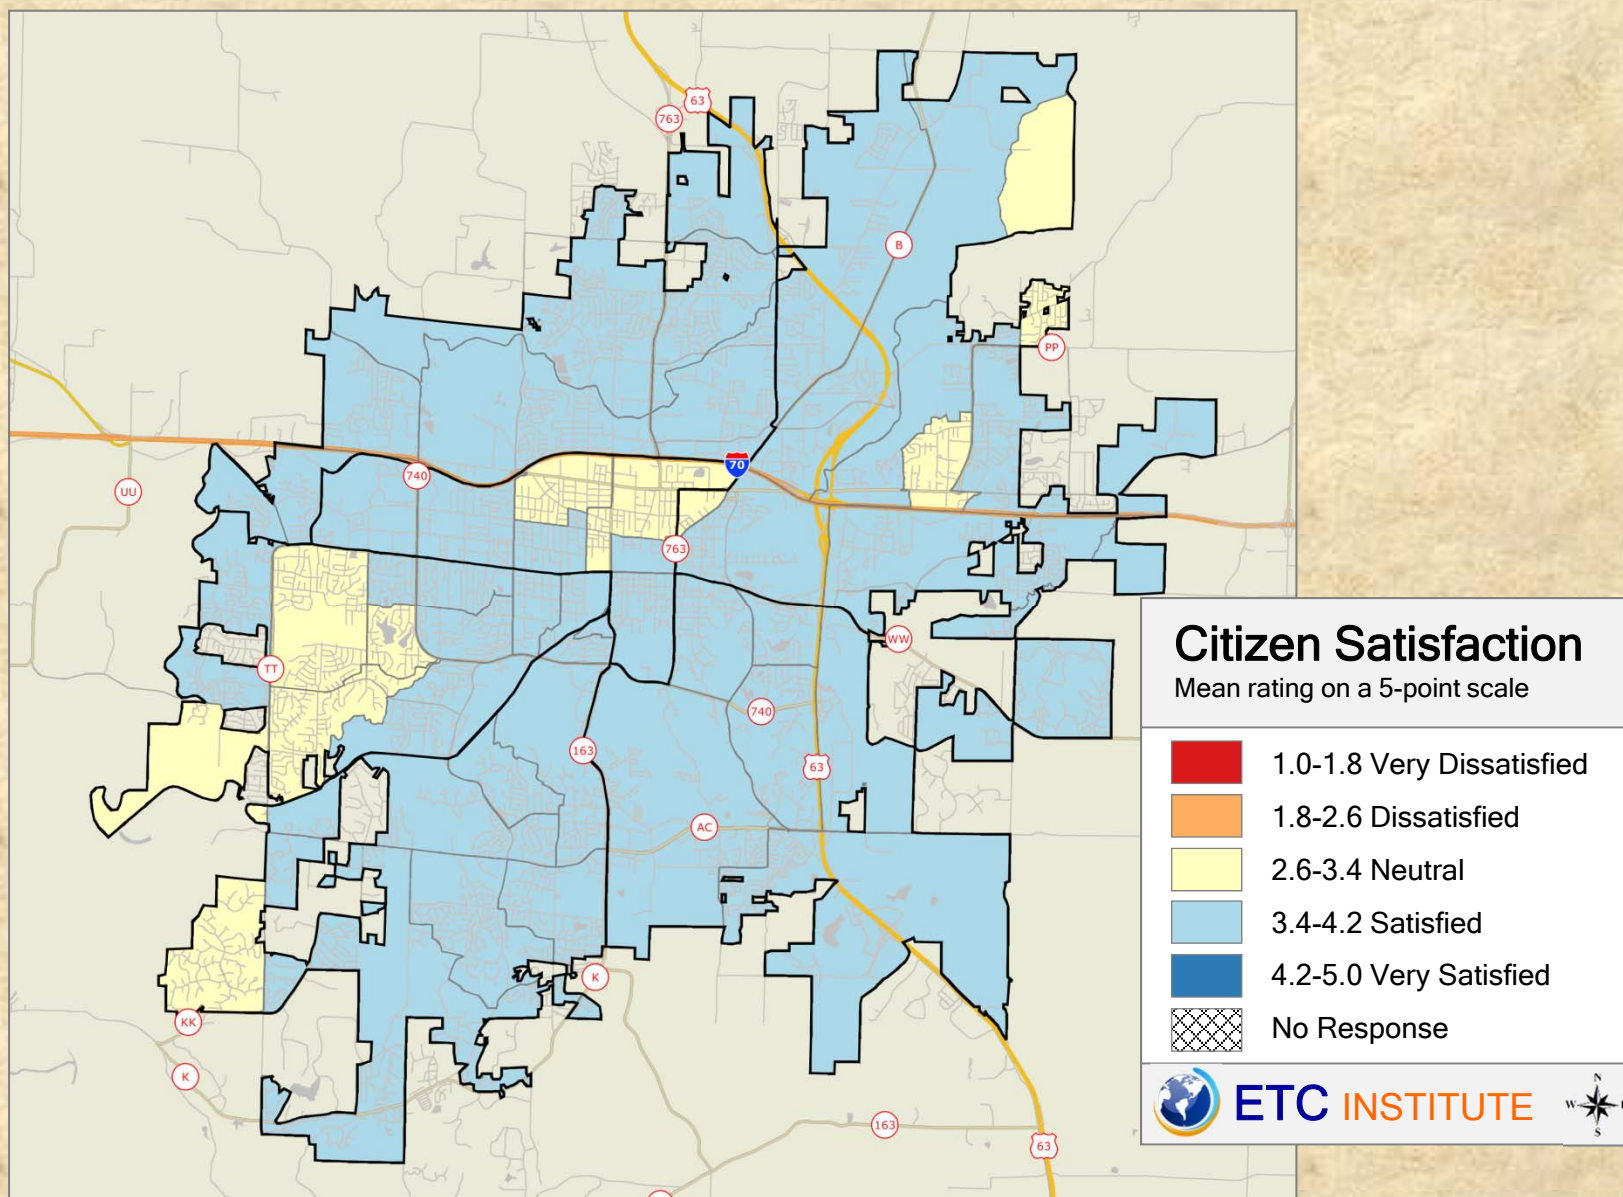 63
763
B
PP
70
740
UU
763
WW
TT
740
163
63
AC
K
KK
K
163
63
Citizen Satisfaction
Mean rating on a 5-point scale
1.0-1.8 Very Dissatisfied
1.8-2.6 Dissatisfied
2.6-3.4 Neutral
3.4-4.2 Satisfied
4.2-5.0 Very Satisfied
No Response
ETC INSTITUTE
N
W
S